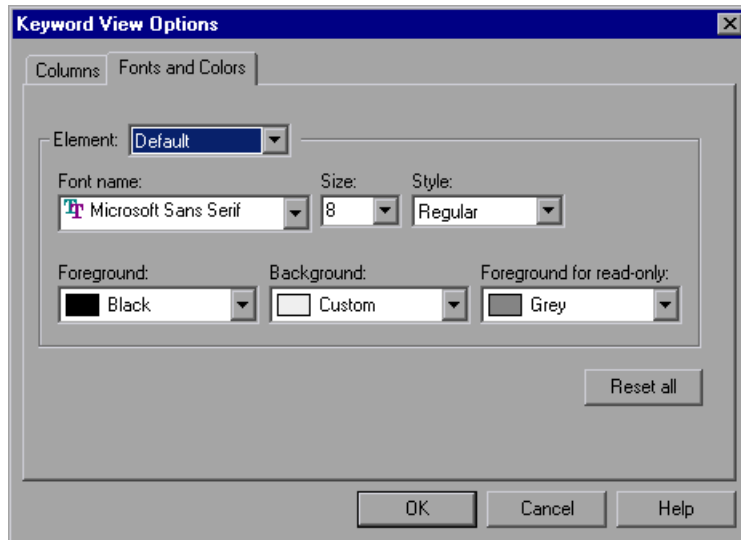 Keyword View Options
Columns Fonts and Colors
Element: Default
Font name: Size: Style:
Microsoft Sans Serif 8 Regular
Foreground: Background: Foreground for read-only:
Black Custom Grey
Reset all
OK Cancel Help